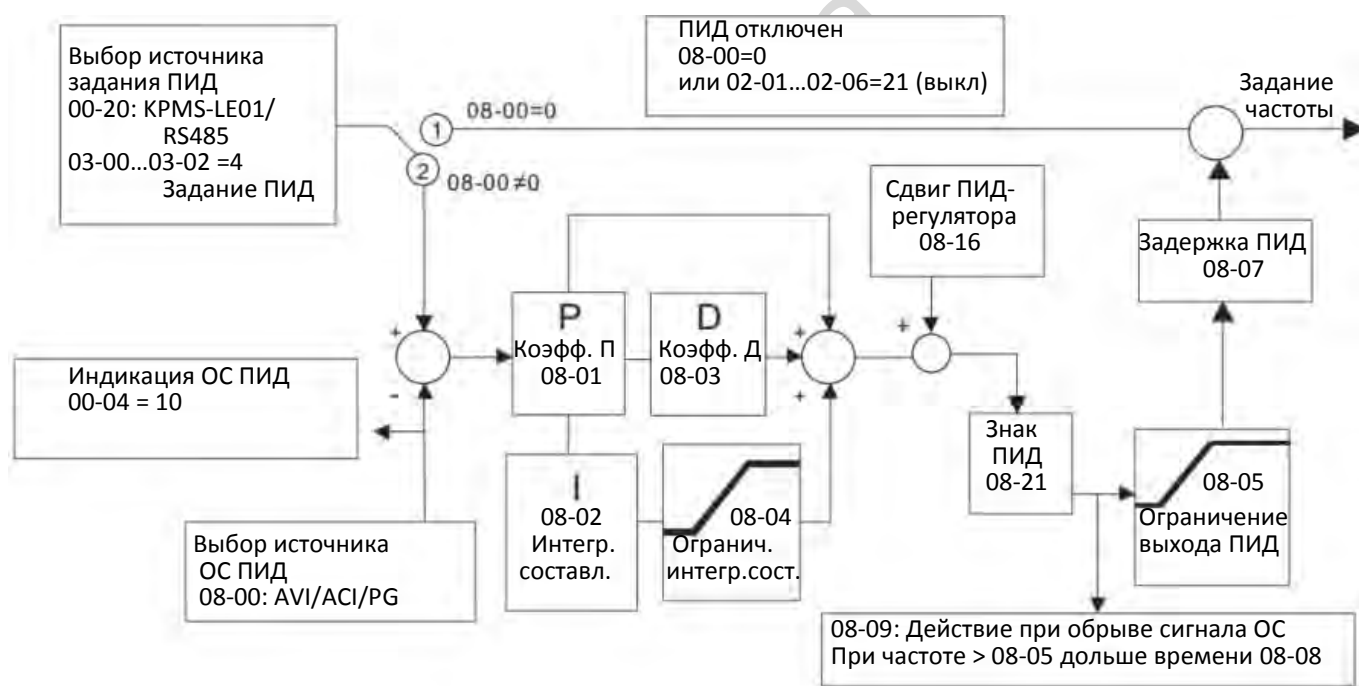 Выбор источника
задания ПИД
00-20: KPMS-LE01/
RS485
03-00...03-02 =4
Задание ПИД
ПИД отключен
08-00=0
или 02-01...02-06=21 (выкл)
Задание
частоты
1
08-00=0
2
08-00≠0
Сдвиг ПИД-
регулятора
08-16
Задержка ПИД
08-07
+
-
P
Коэфф. П
08-01
D
Коэфф. Д
08-03
+
+
+
Индикация ОС ПИД
00-04 = 10
I
08-02
Интегр.
составл.
08-04
Огранич.
интегр.сост.
Знак
ПИД
08-21
08-05
Ограничение
выхода ПИД
Выбор источника
ОС ПИД
08-00: AVI/ACI/PG
08-09: Действие при обрыве сигнала ОС
При частоте > 08-05 дольше времени 08-08